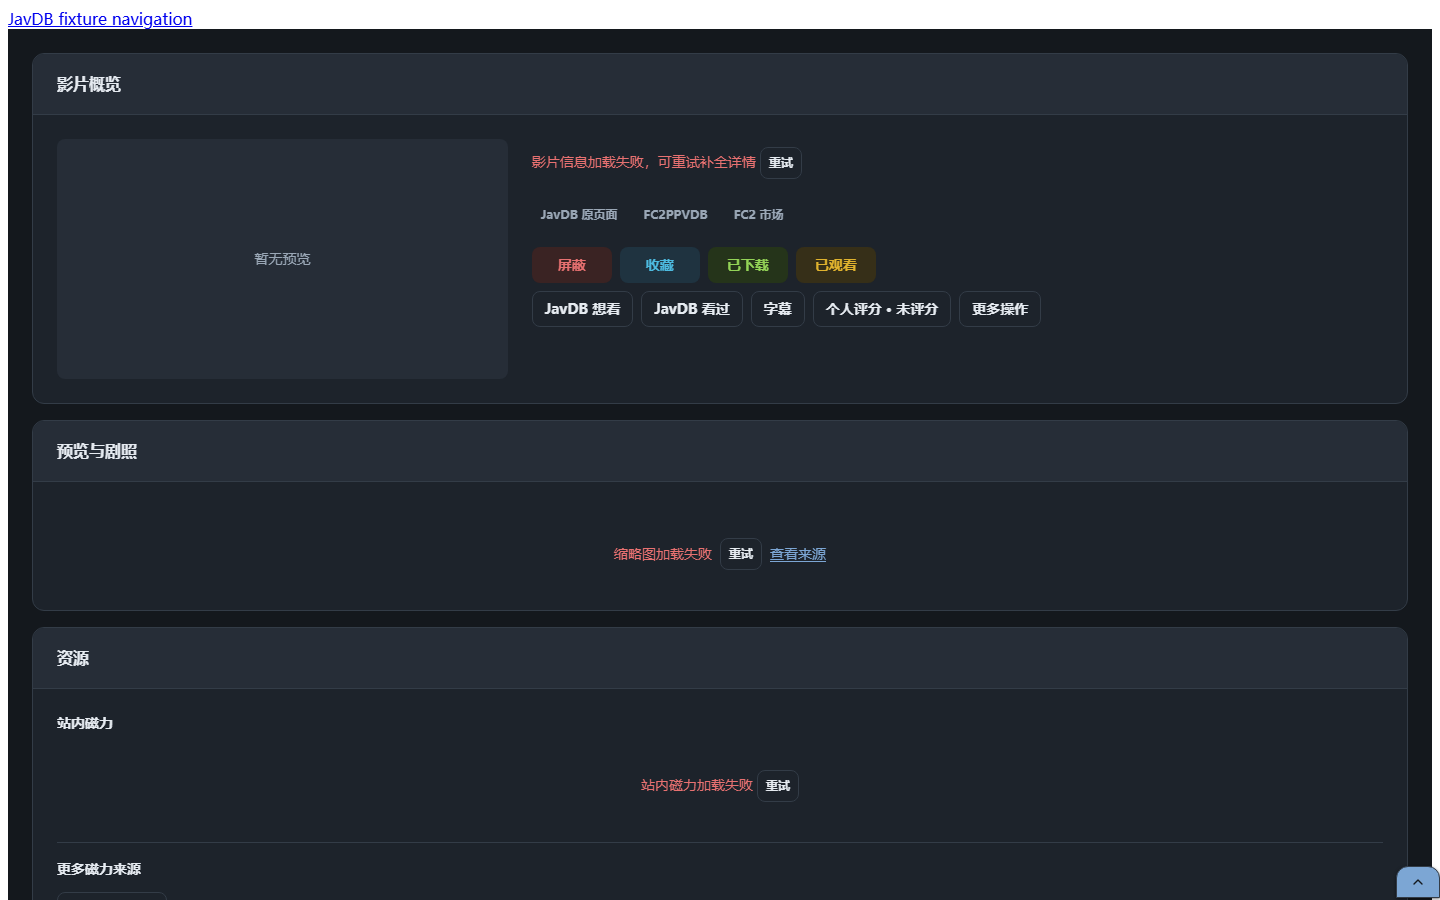 JavDB fixture navigation
影片概览
暂无预览
影片信息加载失败，可重试补全详情 重试
JavDB 原页面 FC2PPVDB FC2 市场
屏蔽 收藏 已下载 已观看
JavDB 想看 JavDB 看过 字幕 个人评分 • 未评分 更多操作
预览与剧照
缩略图加载失败 重试 查看来源
资源
站内磁力
站内磁力加载失败 重试
更多磁力来源